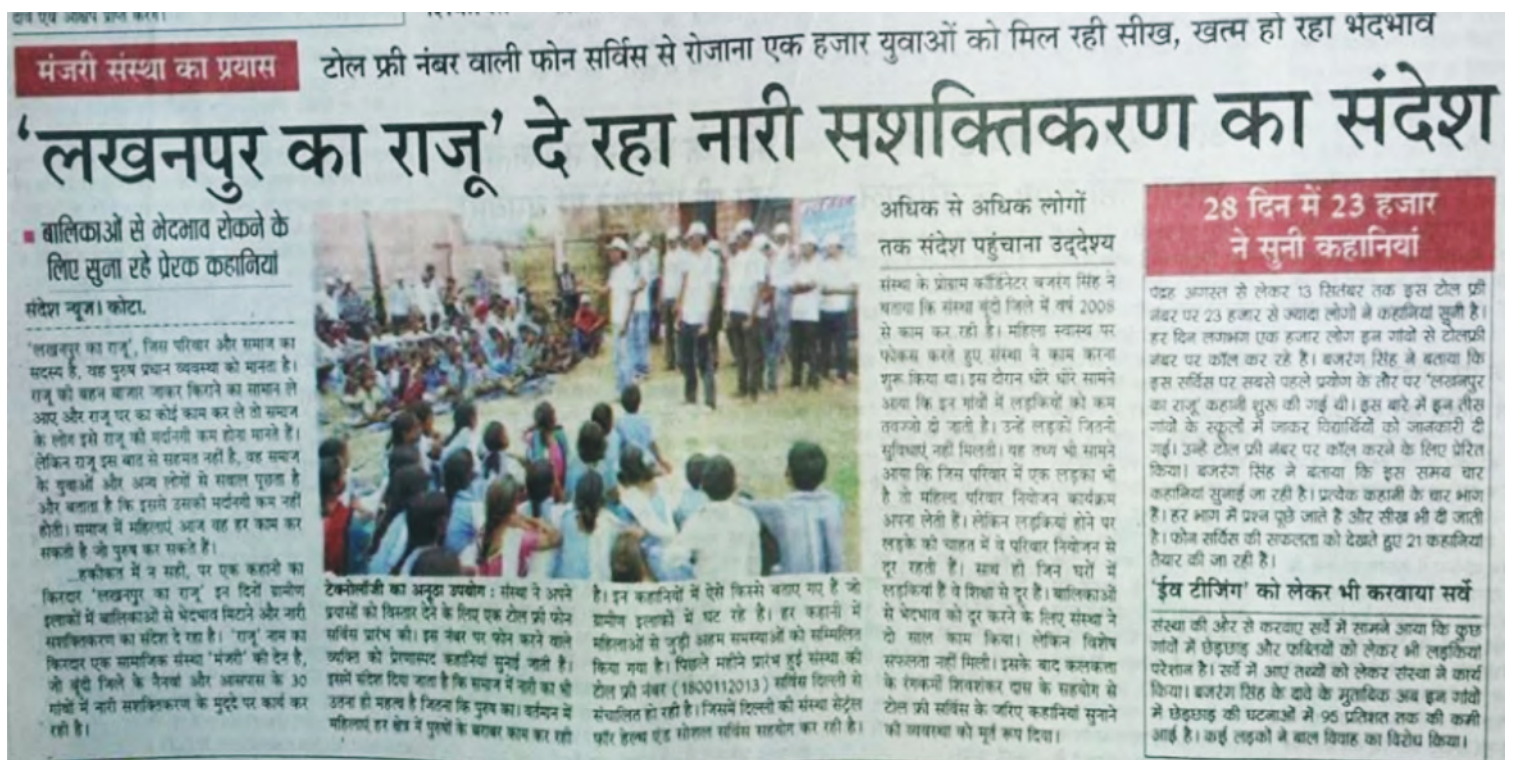 मंजरी संस्था का प्रयास
टोल फ्री नंबर वाली फोन सर्विस से रोजाना एक हजार युवाओं को मिल रही सीख, खत्म हो रहा भेदभाव
‘लखनपुर का राजू’ दे रहा नारी सशक्तिकरण का संदेश
■ बालिकाओं से भेदभाव रोकने के
लिए सुना रहे प्रेरक कहानियां
संदेश न्यूज। कोटा.
‘लखनपुर का राजू’, जिस परिवार और समाज का
सदस्य है, वह पुरुष प्रधान व्यवस्था को मानता है।
राजू की बहन बाजार जाकर किराने का सामान ले
आए और राजू घर का कोई काम कर ले तो समाज
के लोग इसे राजू की मर्दानगी कम होना मानते हैं।
लेकिन राजू इस बात से सहमत नहीं है, वह समाज
के युवाओं और अन्य लोगों से सवाल पूछता है
और बताता है कि इससे उसकी मर्दानगी कम नहीं
होती। समाज में महिलाएं आज वह हर काम कर
सकती है जो पुरुष कर सकते हैं।
हकीकत में न सही, पर एक कहानी का
किरदार ‘लखनपुर का राजू’ इन दिनों ग्रामीण
इलाकों में बालिकाओं से भेदभाव मिटाने और नारी
सशक्तिकरण का संदेश दे रहा है। ‘राजू’ नाम का
किरदार एक सामाजिक संस्था ‘मंजरी’ की देन है,
जो बूंदी जिले के नैनवां और आसपास के 30
गांवों में नारी सशक्तिकरण के मुद्दे पर कार्य कर
रही है।
टेक्नोलॉजी का अनूठा उपयोग : संस्था ने अपने
प्रयासों को विस्तार देने के लिए एक टोल फ्री फोन
सर्विस प्रारंभ की। इस नंबर पर फोन करने वाले
व्यक्ति को प्रेरणास्पद कहानियां सुनाई जाती है।
इसमें संदेश दिया जाता है कि समाज में नारी का भी
उतना ही महत्व है जितना कि पुरुष का। वर्तमान में
महिलाएं हर क्षेत्र में पुरुषों के बराबर काम कर रही
है। इन कहानियों में ऐसे किस्से बताए गए हैं जो
ग्रामीण इलाकों में घट रहे है। हर कहानी में
महिलाओं से जुड़ी अहम समस्याओं को सम्मिलित
किया गया है। पिछले महीने प्रारंभ हुई संस्था की
टोल फ्री नंबर (1800112013) सर्विस दिल्ली से
संचालित हो रही है। जिसमें दिल्ली की संस्था सेंट्रल
फॉर हेल्थ एंड सोशल सर्विस सहयोग कर रही है।
अधिक से अधिक लोगों
तक संदेश पहुंचाना उद्देश्य
संस्था के प्रोग्राम कॉर्डिनेटर बजरंग सिंह ने
बताया कि संस्था बूंदी जिले में वर्ष 2008
से काम कर रही है। महिला स्वास्थ पर
फोकस करते हुए संस्था ने काम करना
शुरू किया था। इस दौरान धीरे धीरे सामने
आया कि इन गांवों में लड़कियों को कम
तवज्जो दी जाती है। उन्हें लड़कों जितनी
सुविधाएं नहीं मिलती। यह तथ्य भी सामने
आया कि जिस परिवार में एक लड़का भी
है तो महिला परिवार नियोजन कार्यक्रम
अपना लेती हैं। लेकिन लड़कियां होने पर
लड़के की चाहत में वे परिवार नियोजन से
दूर रहती हैं। साथ ही जिन घरों में
लड़कियां है वे शिक्षा से दूर है। बालिकाओं
से भेदभाव को दूर करने के लिए संस्था ने
दो साल काम किया। लेकिन विशेष
सफलता नहीं मिली। इसके बाद कलकत्ता
के रंगकर्मी शिवशंकर दास के सहयोग से
टोल फ्री सर्विस के जरिए कहानियां सुनाने
की व्यवस्था को मूर्त रूप दिया।
28 दिन में 23 हजार
ने सुनी कहानियां
पंद्रह अगस्त से लेकर 13 सितंबर तक इस टोल फ्री
नंबर पर 23 हजार से ज्यादा लोगों ने कहानियां सुनी है।
हर दिन लगभग एक हजार लोग इन गांवों से टोलफ्री
नंबर पर कॉल कर रहे है। बजरंग सिंह ने बताया कि
इस सर्विस पर सबसे पहले प्रयोग के तौर पर ‘लखनपुर
का राजू’ कहानी शुरू की गई थी। इस बारे में इन तीस
गांवों के स्कूलों में जाकर विद्यार्थियों को जानकारी दी
गई। उन्हें टोल फ्री नंबर पर कॉल करने के लिए प्रेरित
किया। बजरंग सिंह ने बताया कि इस समय चार
कहानियां सुनाई जा रही है। प्रत्येक कहानी के चार भाग
है। हर भाग में प्रश्न पूछे जाते है और सीख भी दी जाती
है। फोन सर्विस की सफलता को देखते हुए 21 कहानियां
तैयार की जा रही है।
‘ईव टीजिंग’ को लेकर भी करवाया सर्वे
संस्था की ओर से करवाए सर्वे में सामने आया कि कुछ
गांवों में छेड़छाड़ और फब्तियों को लेकर भी लड़कियां
परेशान है। सर्वे में आए तथ्यों को लेकर संस्था ने कार्य
किया। बजरंग सिंह के दावे के मुताबिक अब इन गांवों
में छेड़छाड़ की घटनाओं में 95 प्रतिशत तक की कमी
आई है। कई लड़कों ने बाल विवाह का विरोध किया।